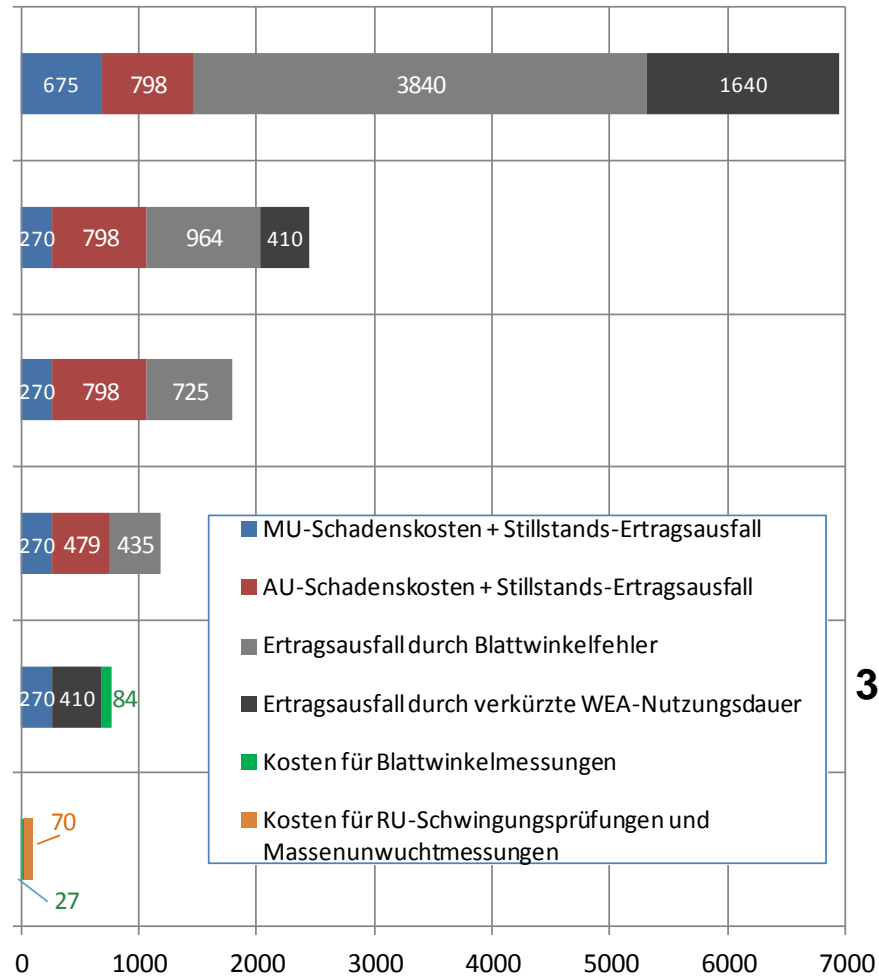 675 798 3840 1640
270 798 964 410
270 798 725
270 479 435
MU-Schadenskosten + Stillstands-Ertragsausfall
AU-Schadenskosten + Stillstands-Ertragsausfall
Ertragsausfall durch Blattwinkelfehler
Ertragsausfall durch verkürzte WEA-Nutzungsdauer
Kosten für Blattwinkelmessungen
Kosten für RU-Schwingungsprüfungen und
Massenunwuchtmessungen
270 410 84
3
70
27
0 1000 2000 3000 4000 5000 6000 7000